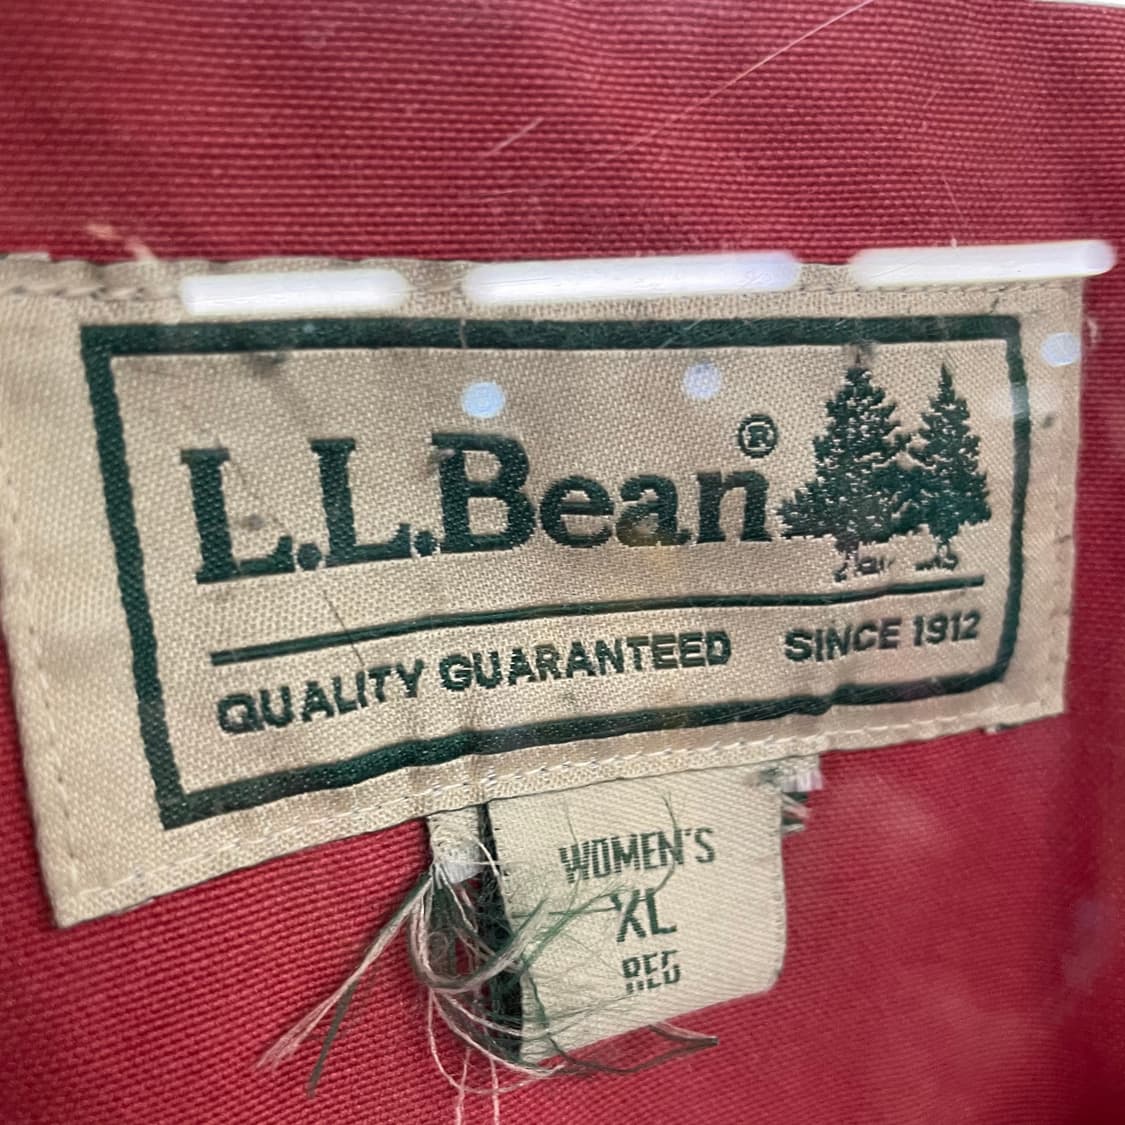 L.L.Bean®
QUALITY GUARANTEED SINCE 1912
WOMEN'S
XL
REG